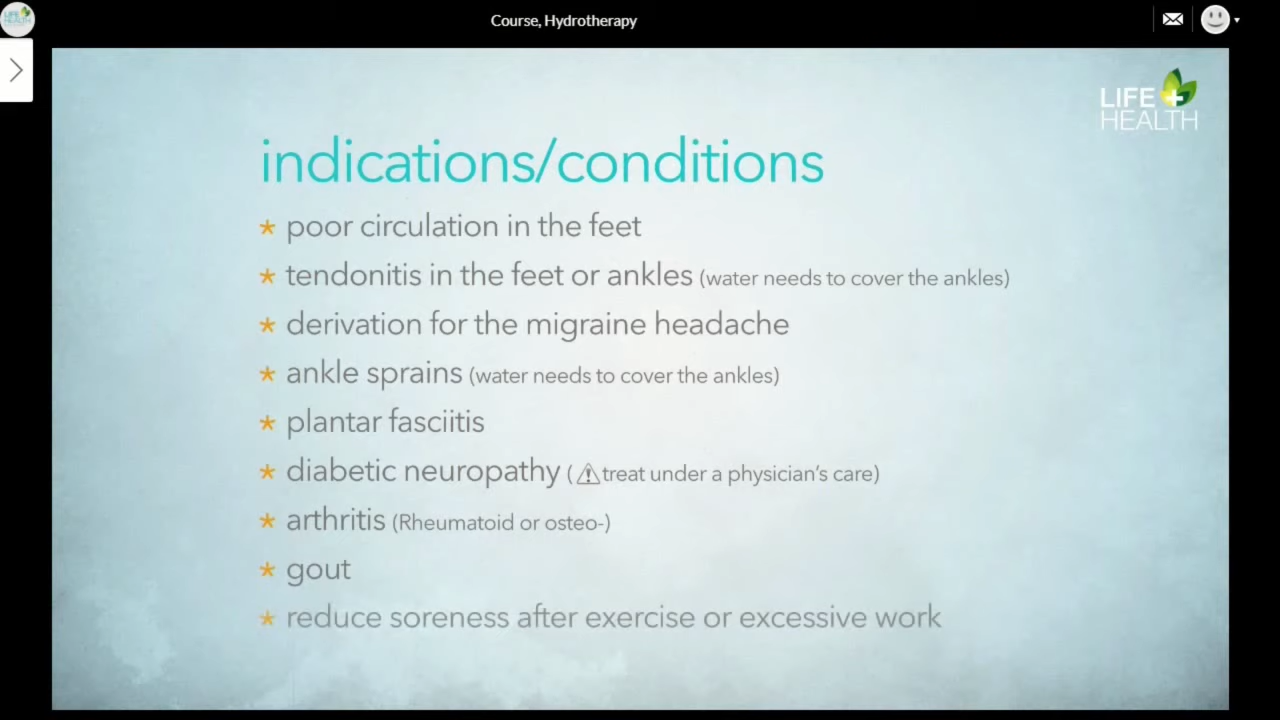 Course, Hydrotherapy
LIFE
HEALTH
indications/conditions
* poor circulation in the feet
* tendonitis in the feet or ankles (water needs to cover the ankles)
* derivation for the migraine headache
* ankle sprains (water needs to cover the ankles)
* plantar fasciitis
* diabetic neuropathy (⚠treat under a physician's care)
* arthritis (Rheumatoid or osteo-)
* gout
* reduce soreness after exercise or excessive work